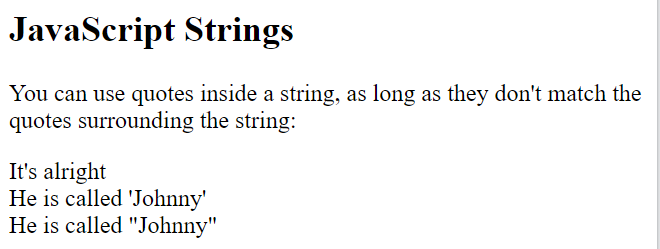 JavaScript Strings
You can use quotes inside a string, as long as they don't match the
quotes surrounding the string:
It's alright
He is called 'Johnny'
He is called "Johnny"